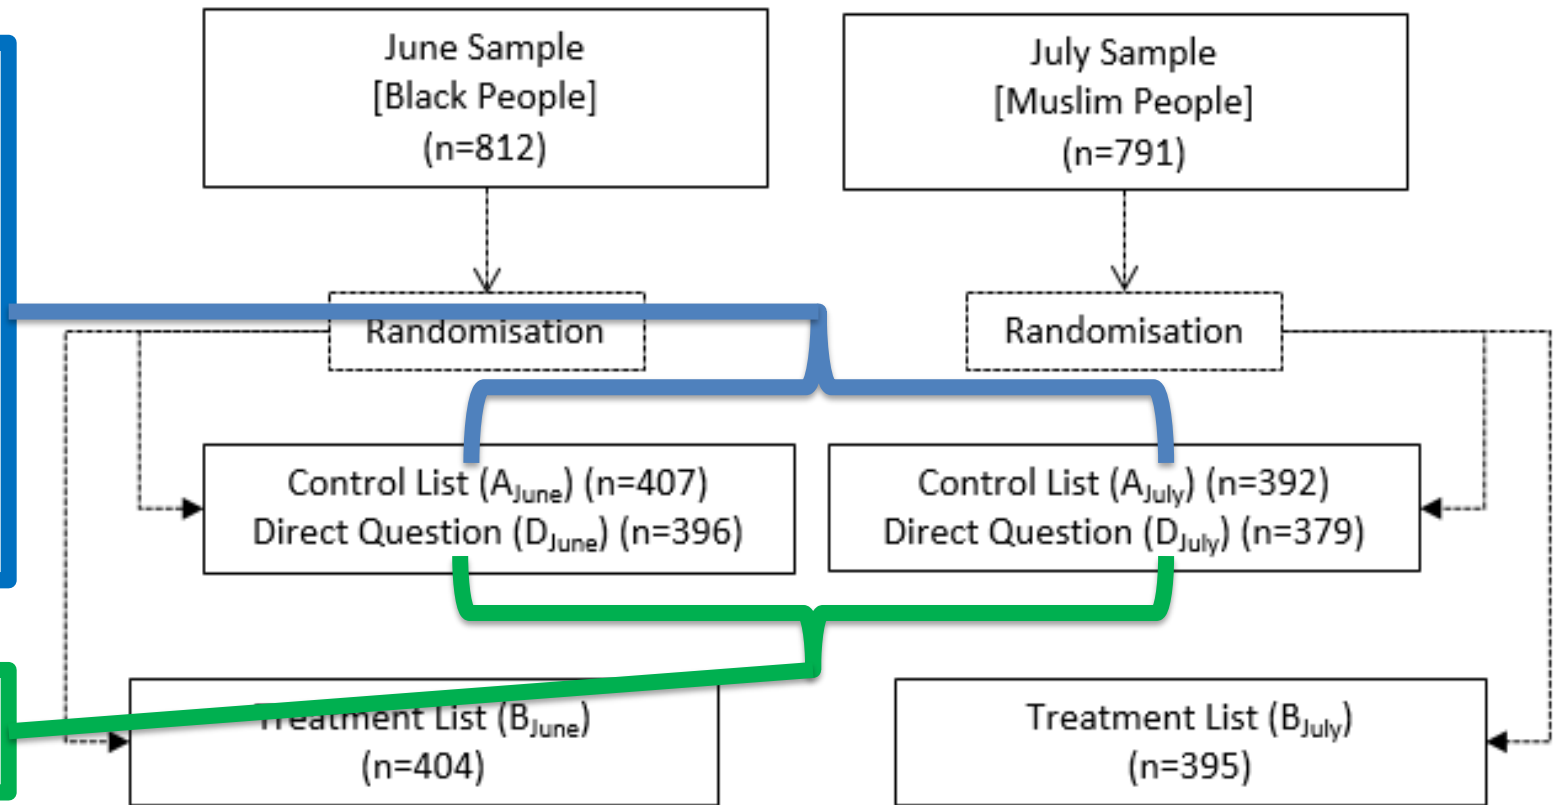 June Sample
[Black People]
(n=812)
July Sample
[Muslim People]
(n=791)
Randomisation
Randomisation
Control List (AJune) (n=407)
Direct Question (DJune) (n=396)
Control List (AJuly) (n=392)
Direct Question (DJuly) (n=379)
Treatment List (BJune)
(n=404)
Treatment List (BJuly)
(n=395)